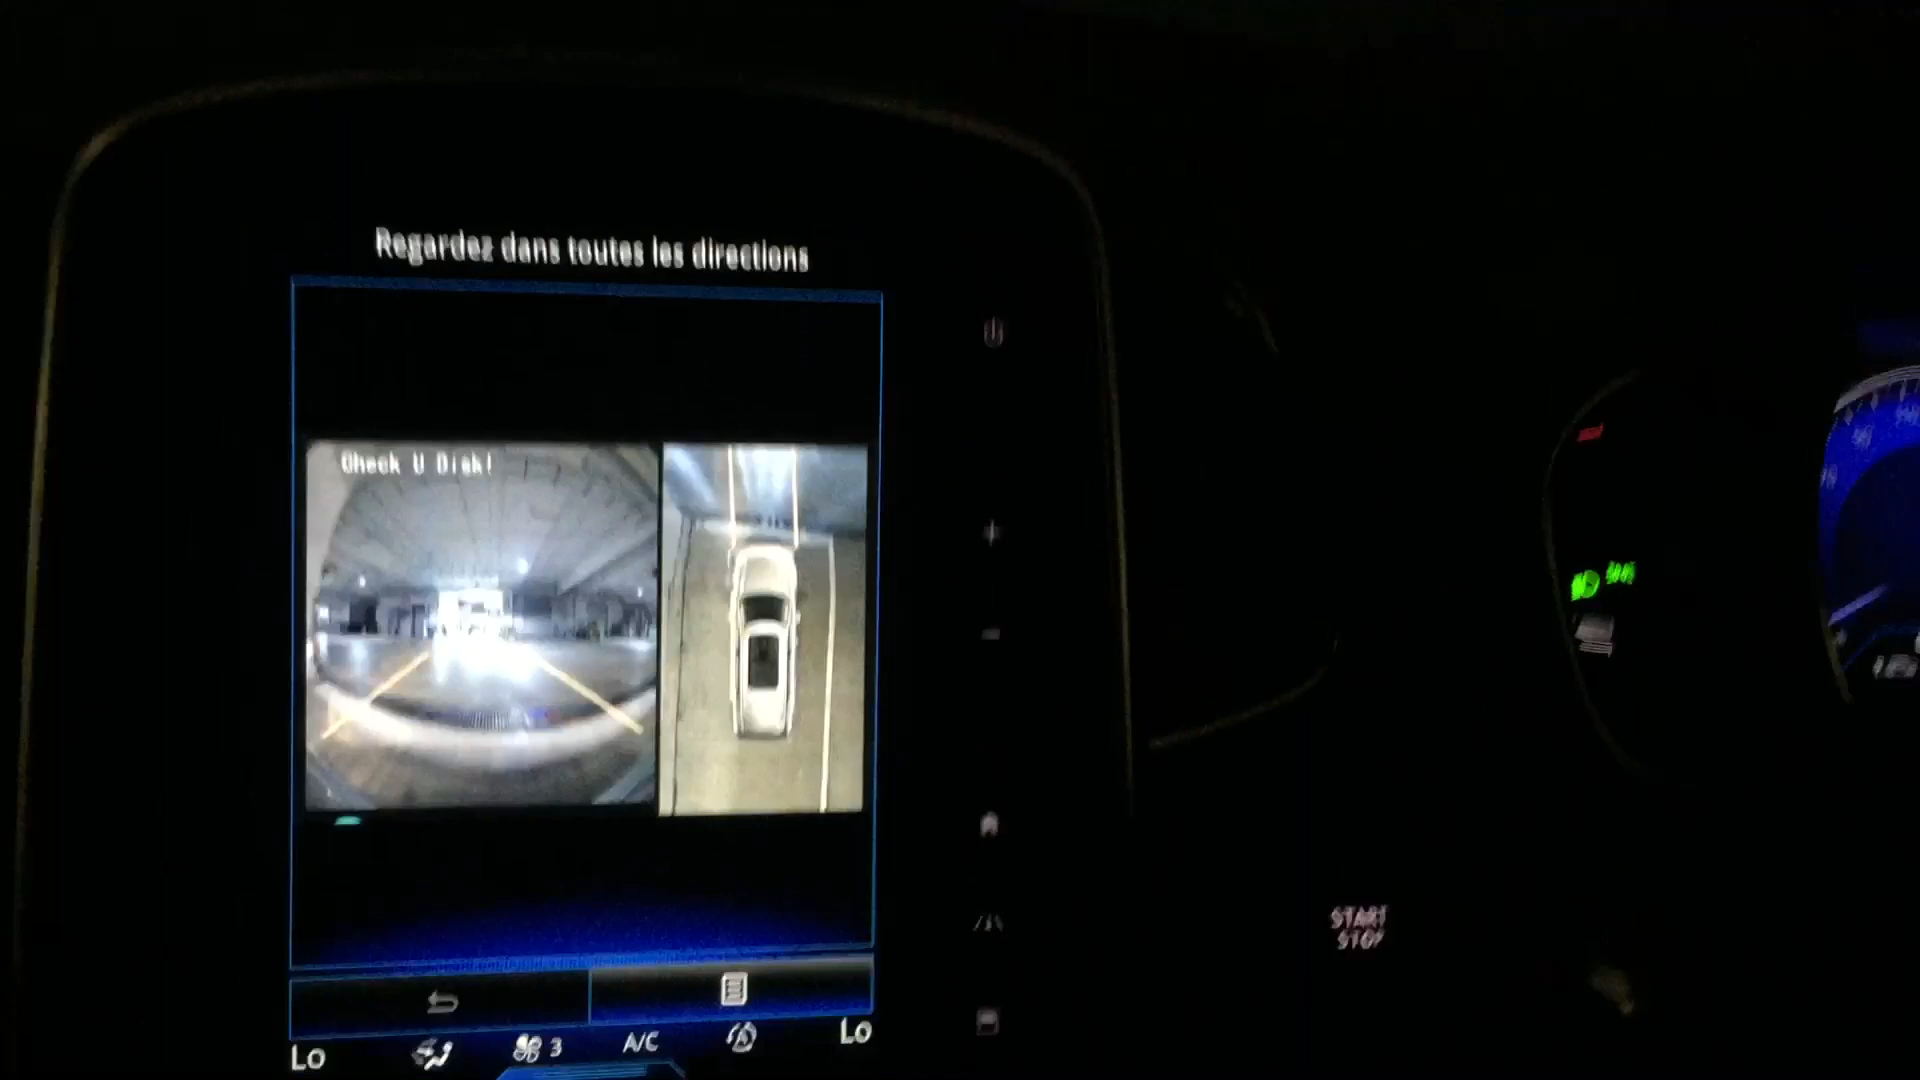 Regardez dans toutes les directions
Check U Disk!
START
STOP
Lo
3
A/C
Lo